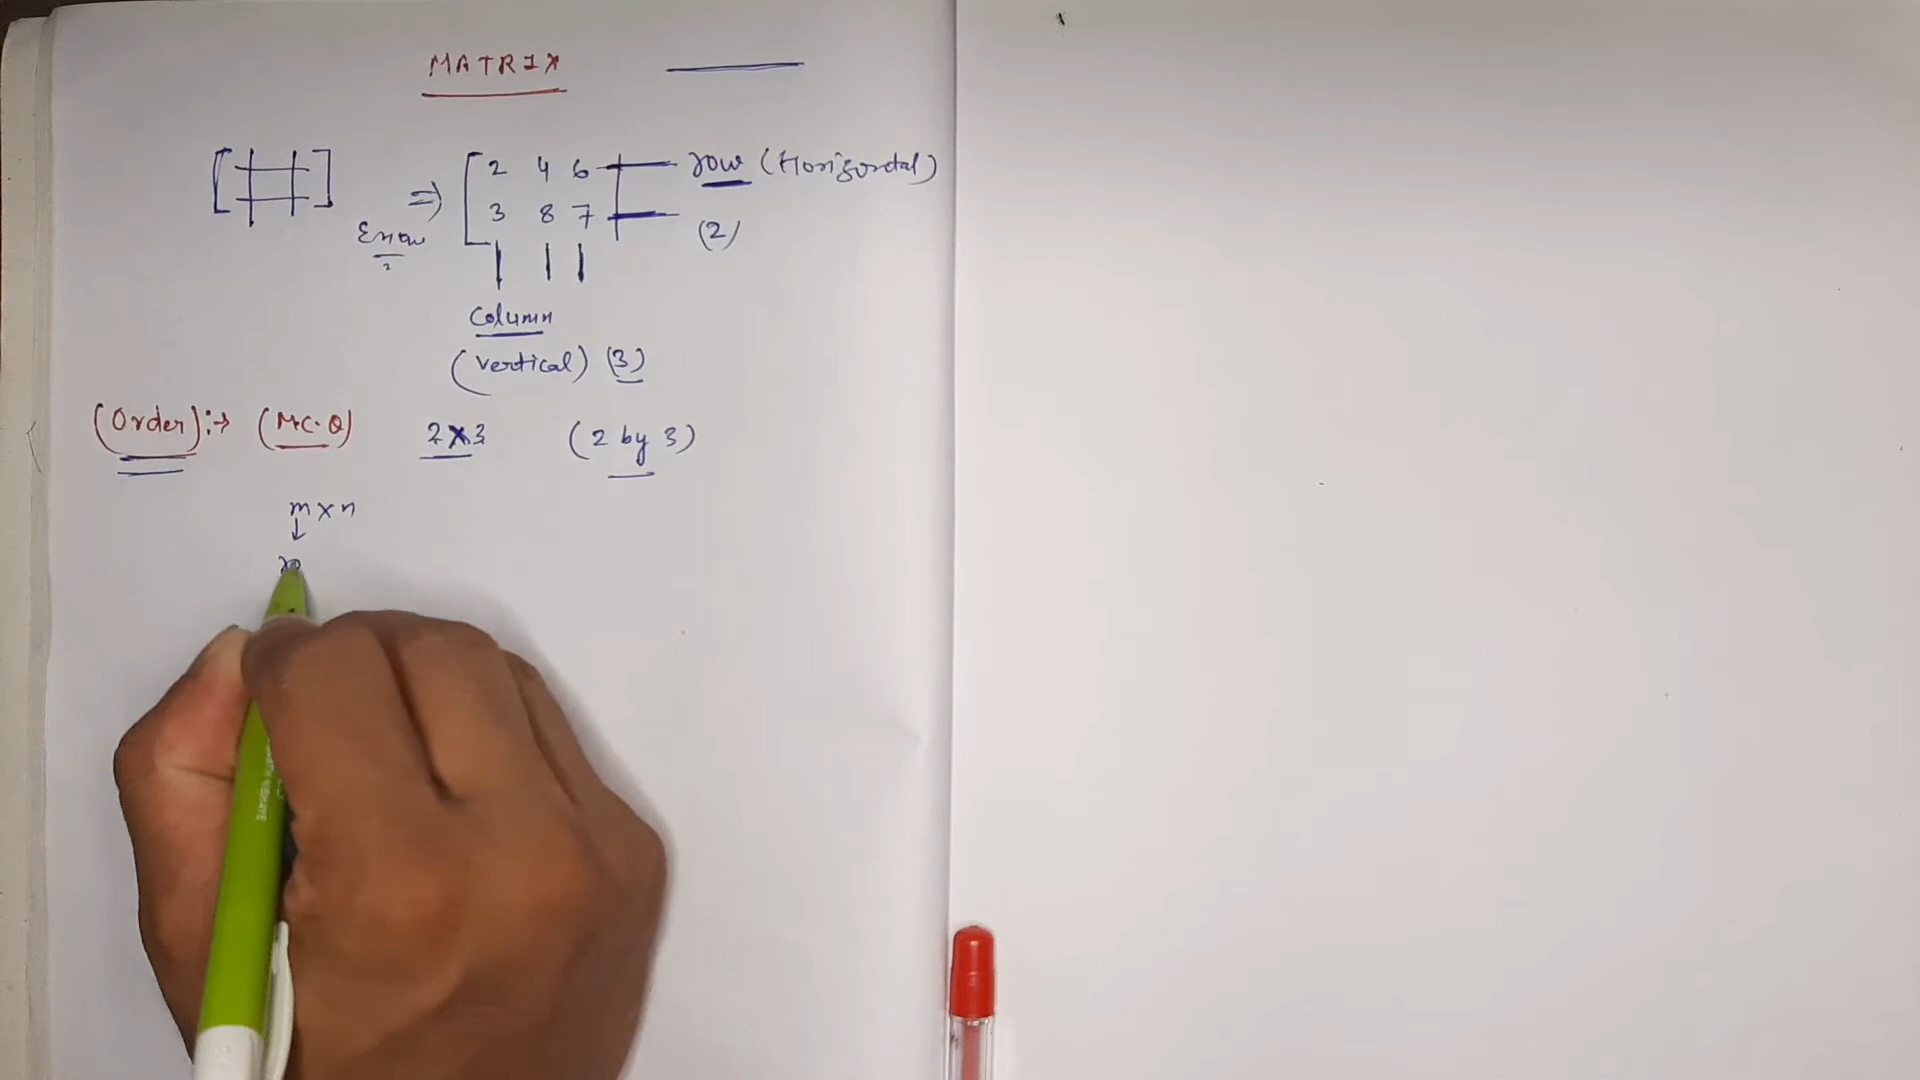 MATRIX
⇒ [ 2 4 6 row (Horizontal)
3 8 7 (2)
Column
(vertical) (3)
(Order):→ (M.C.Q) 2×3 (2 by 3)
m×n
↓
ro